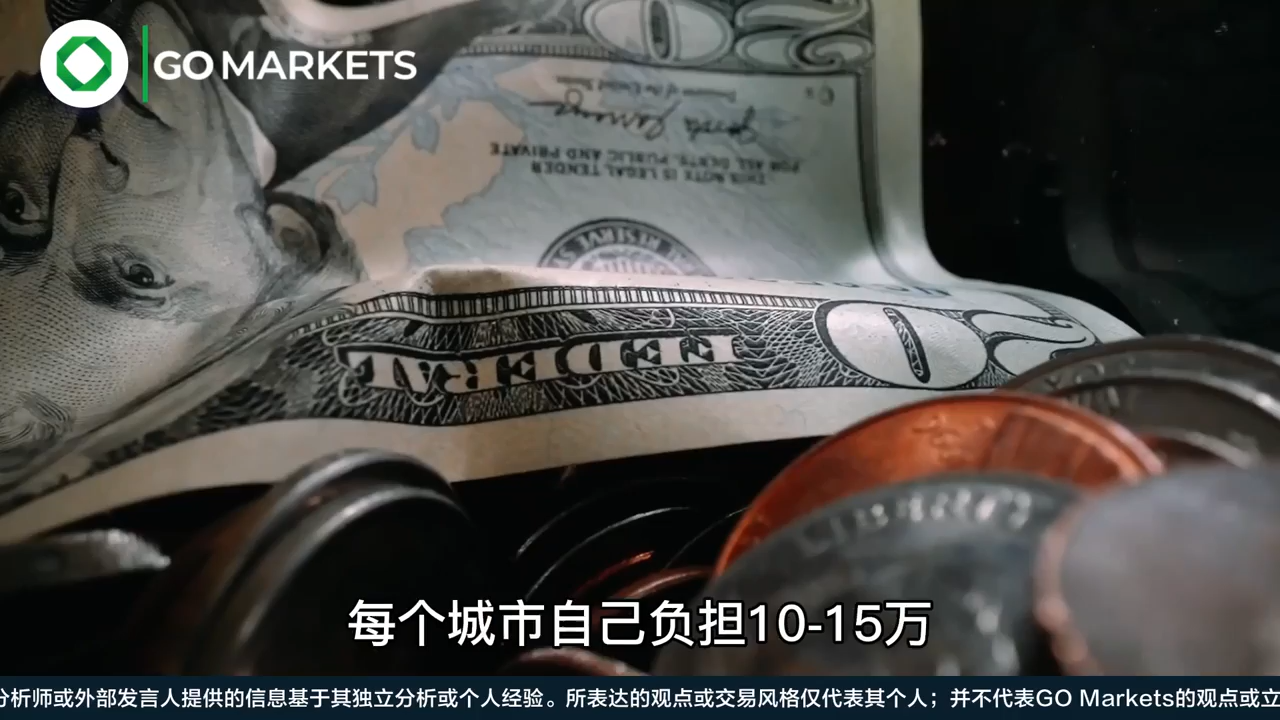 GO MARKETS
THIS NOTE IS LEGAL TENDER
FOR ALL DEBTS, PUBLIC AND PRIVATE
RESERVE
FEDERAL
20
每个城市自己负担10-15万
分析师或外部发言人提供的信息基于其独立分析或个人经验。所表达的观点或交易风格仅代表其个人；并不代表GO Markets的观点或立